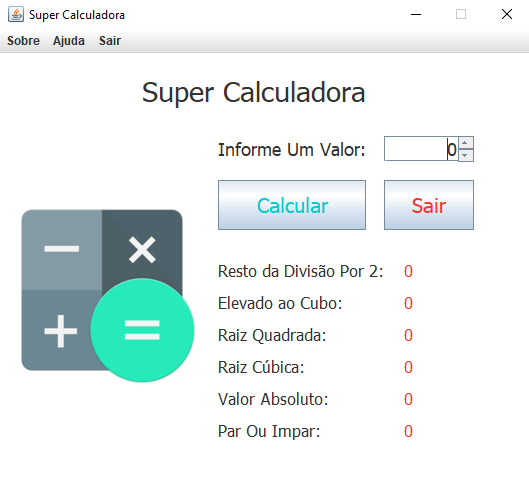 Super Calculadora
Sobre Ajuda Sair
Super Calculadora
Informe Um Valor: 0
Calcular Sair
Resto da Divisão Por 2: 0
Elevado ao Cubo: 0
Raiz Quadrada: 0
Raiz Cúbica: 0
Valor Absoluto: 0
Par Ou Impar: 0